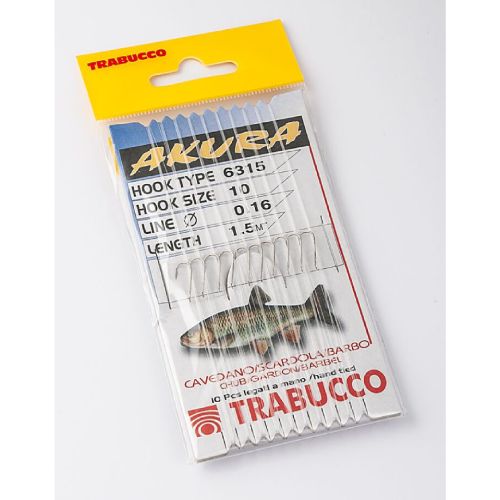 TRABUCCO
AKURA
HOOK TYPE 6315
HOOK SIZE 10
LINE Ø 0.16
LENGTH 1.5MT
CAVEDANO/SCARDOLA/BARBO
CHUB/GARDON/BARBEL
10 Pcs legati a mano /hand tied
TRABUCCO